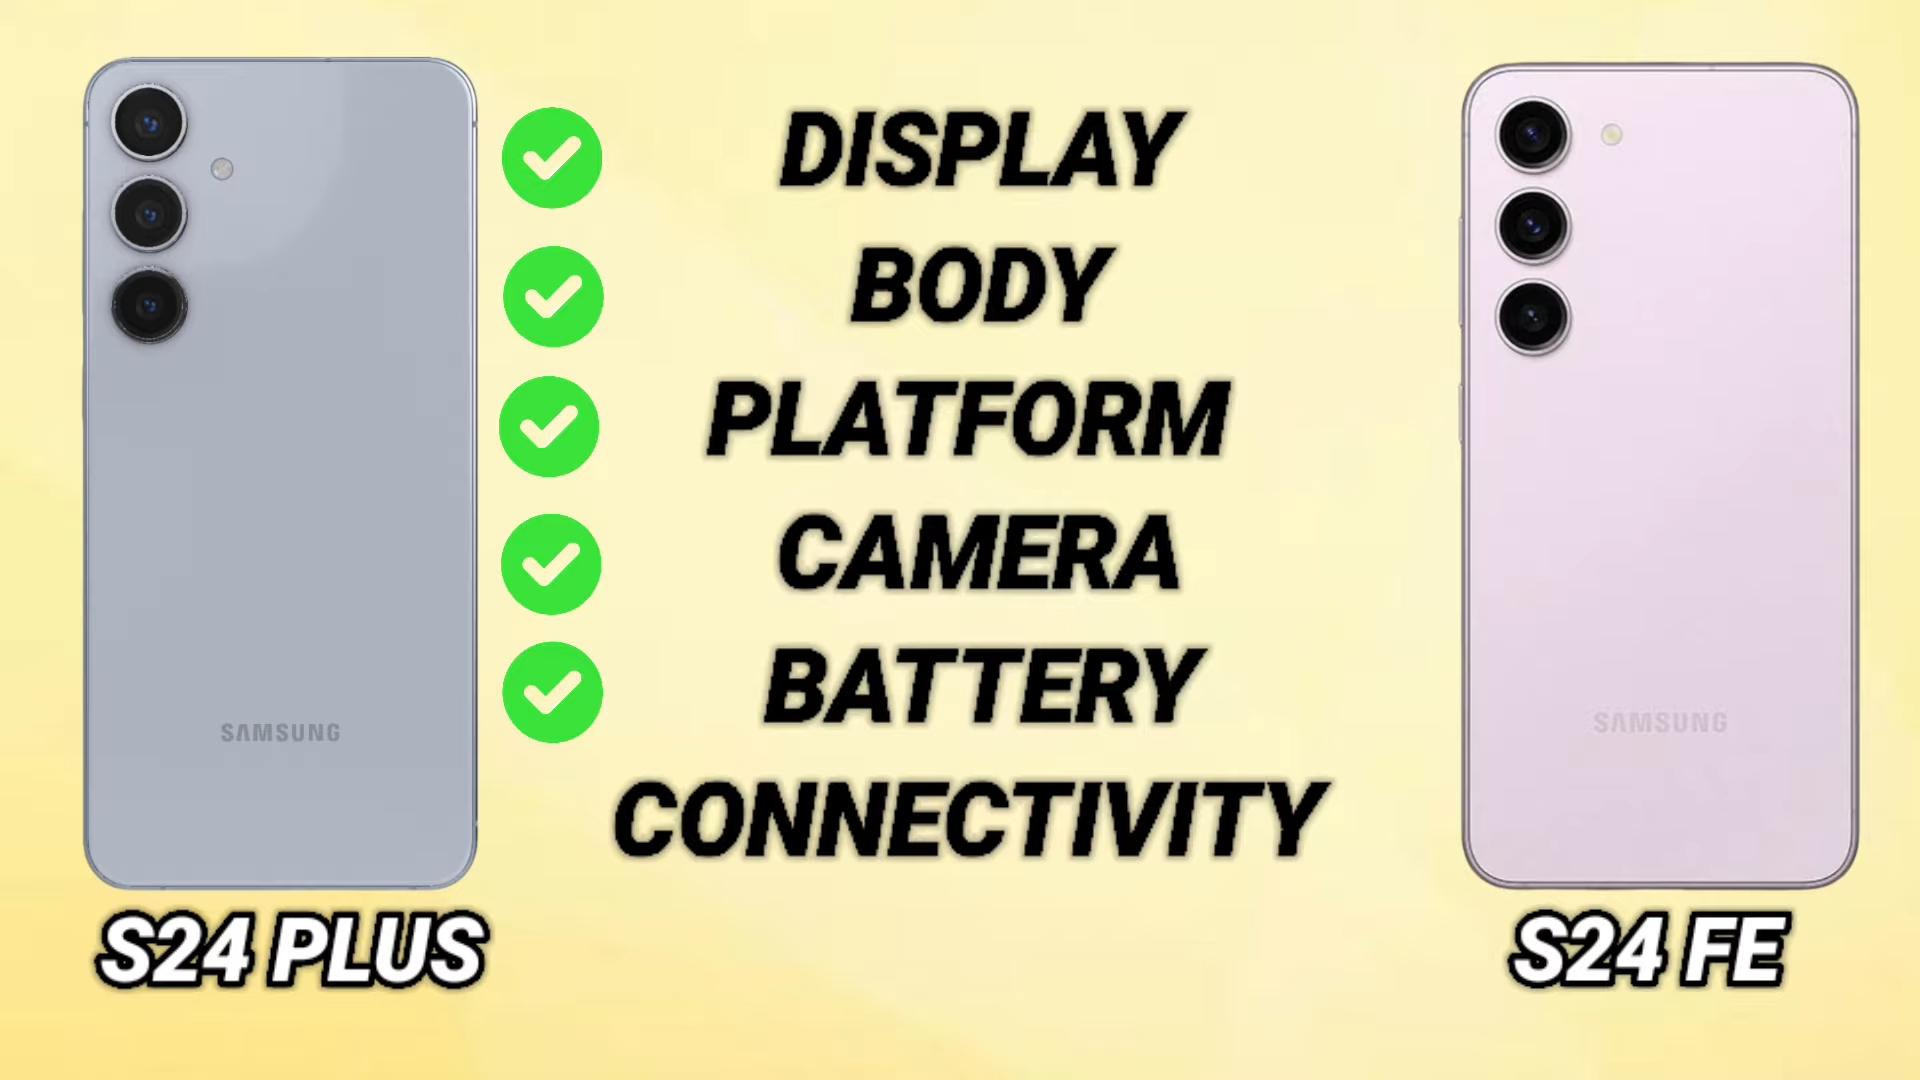 DISPLAY
BODY
PLATFORM
CAMERA
BATTERY
CONNECTIVITY
SAMSUNG
SAMSUNG
S24 PLUS
S24 FE